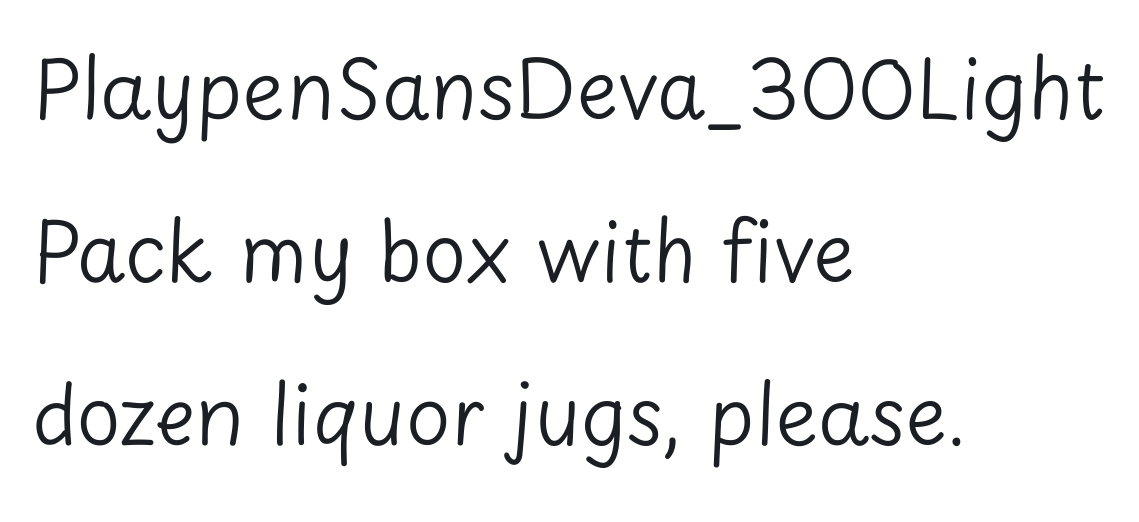 PlaypenSansDeva_300Light
Pack my box with five
dozen liquor jugs, please.